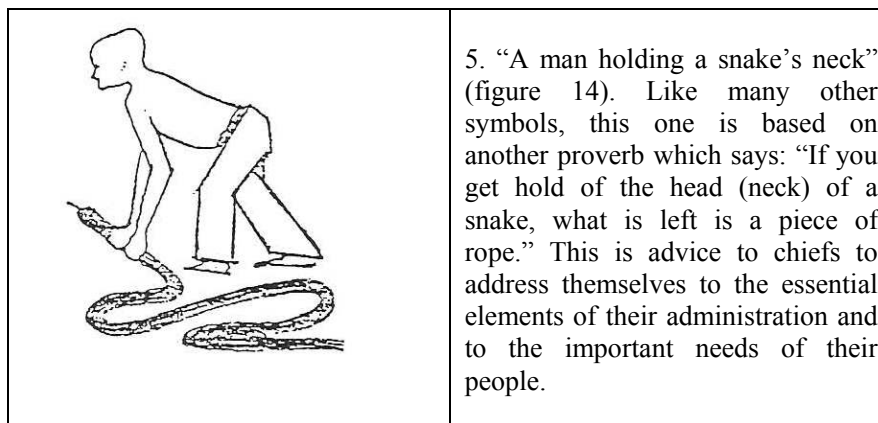 5. “A man holding a snake’s neck”
(figure 14). Like many other
symbols, this one is based on
another proverb which says: “If you
get hold of the head (neck) of a
snake, what is left is a piece of
rope.” This is advice to chiefs to
address themselves to the essential
elements of their administration and
to the important needs of their
people.